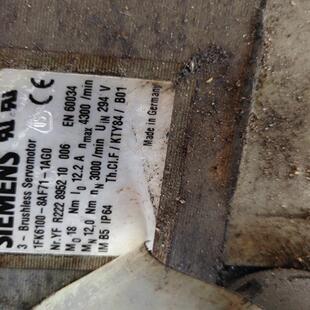 SIEMENS
3 ~ Brushless Servomotor
1FK6100-8AF71-1AG0
Nr.YF R222 8952 10 006 EN 60034
M0 18 Nm I0 12.2 A nmax 4300 /min
MN 12,0 Nm nN 3000 /min UIN 294 V
IM B5 IP64 Th.Cl.F / KTY84 / B01
Made in Germany